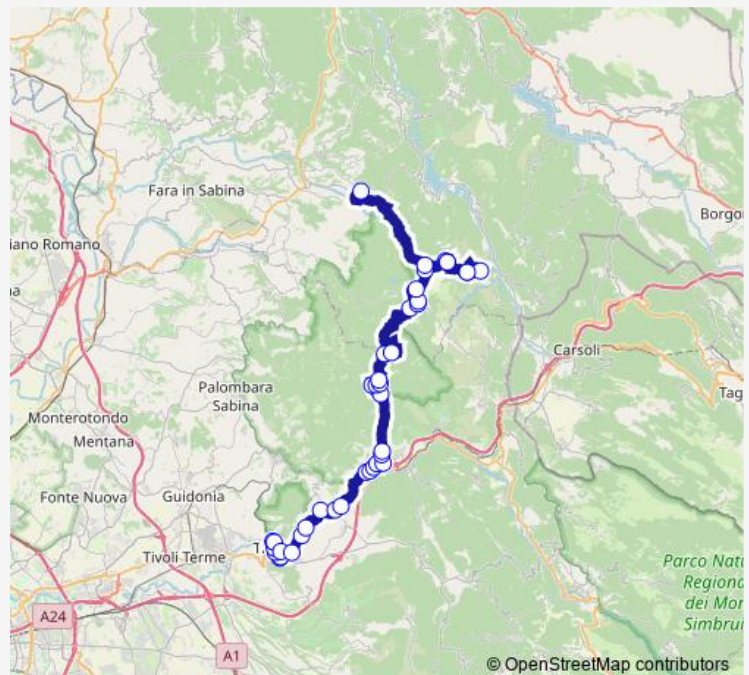 Fara in Sabina
iano Romano
Borgo
Carsoli
Palombara
Sabina
Tag
Monterotondo
Mentana
Fonte Nuova
Guidonia
Tivoli Terme
T
Parco Natu
Regiona
dei Mon
Simbrui
A24
A1
© OpenStreetMap contributors